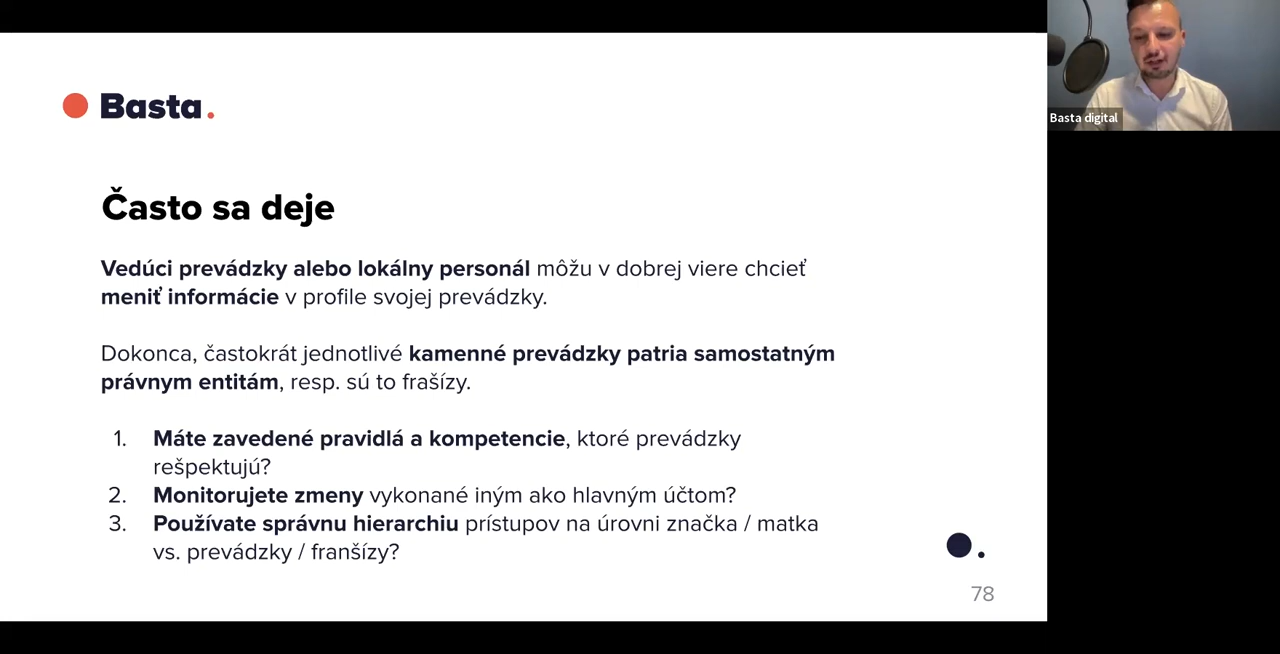 Basta.
Basta digital
Často sa deje
Vedúci prevádzky alebo lokálny personál môžu v dobrej viere chcieť
meniť informácie v profile svojej prevádzky.
Dokonca, častokrát jednotlivé kamenné prevádzky patria samostatným
právnym entitám, resp. sú to frašízy.
1. Máte zavedené pravidlá a kompetencie, ktoré prevádzky
rešpektujú?
2. Monitorujete zmeny vykonané iným ako hlavným účtom?
3. Používate správnu hierarchiu prístupov na úrovni značka / matka
vs. prevádzky / franšízy?
78